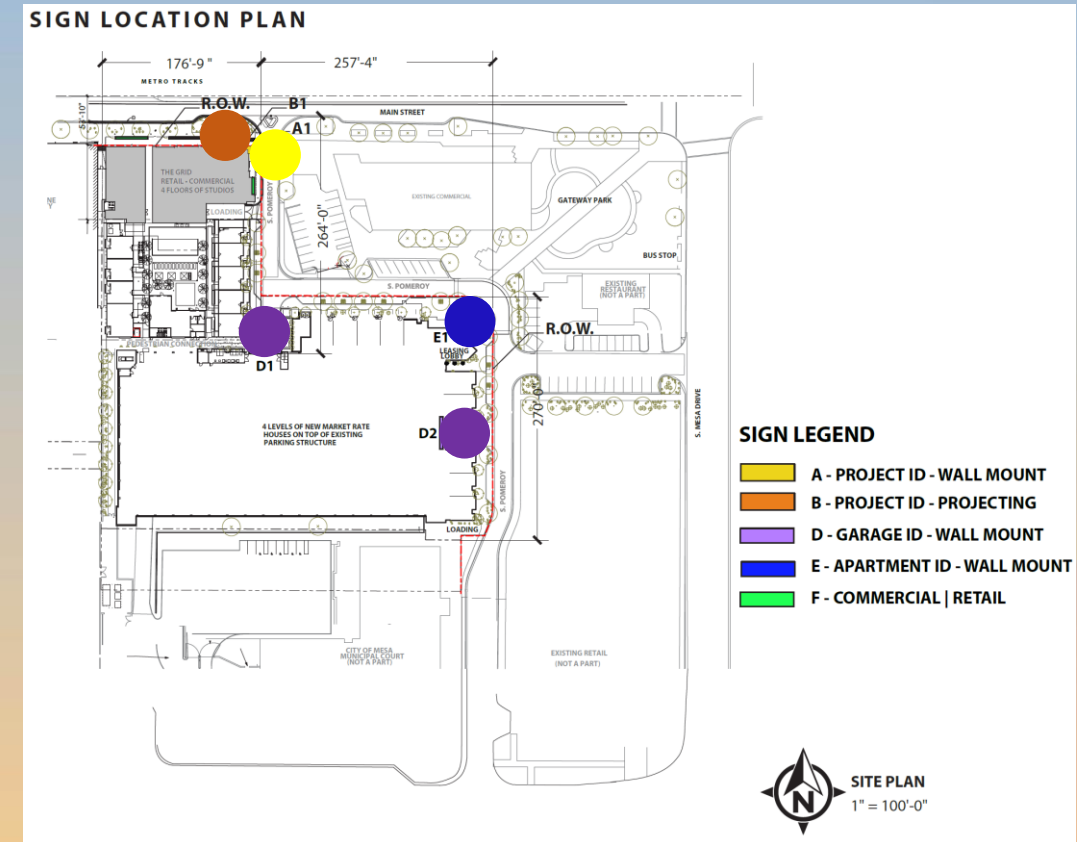 SIGN LOCATION PLAN
176'-9 "
257'-4"
METRO TRACKS
R.O.W.
B1
MAIN STREET
A1
THE GRID
RETAIL - COMMERCIAL
4 FLOORS OF STUDIOS
LOADING
S. POMEROY
264'-0"
EXISTING COMMERCIAL
GATEWAY PARK
BUS STOP
S. POMEROY
EXISTING
RESTAURANT
(NOT A PART)
E1
R.O.W.
LEASING
LOBBY
PEDESTRIAN
D1
270'-0"
4 LEVELS OF NEW MARKET RATE
HOUSES ON TOP OF EXISTING
PARKING STRUCTURE
D2
S. MESA DRIVE
S. POMEROY
LOADING
SIGN LEGEND
A - PROJECT ID - WALL MOUNT
B - PROJECT ID - PROJECTING
D - GARAGE ID - WALL MOUNT
E - APARTMENT ID - WALL MOUNT
F - COMMERCIAL | RETAIL
CITY OF MESA
MUNICIPAL COURT
(NOT A PART)
EXISTING RETAIL
(NOT A PART)
N
SITE PLAN
1" = 100'-0"